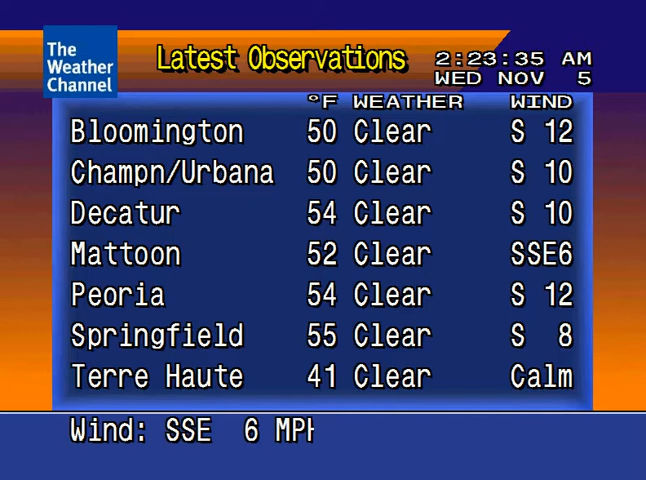 The
Weather
Channel
Latest Observations
2:23:35 AM
WED NOV 5
°F WEATHER WIND
Bloomington 50 Clear S 12
Champn/Urbana 50 Clear S 10
Decatur 54 Clear S 10
Mattoon 52 Clear SSE6
Peoria 54 Clear S 12
Springfield 55 Clear S 8
Terre Haute 41 Clear Calm
Wind: SSE 6 MPH